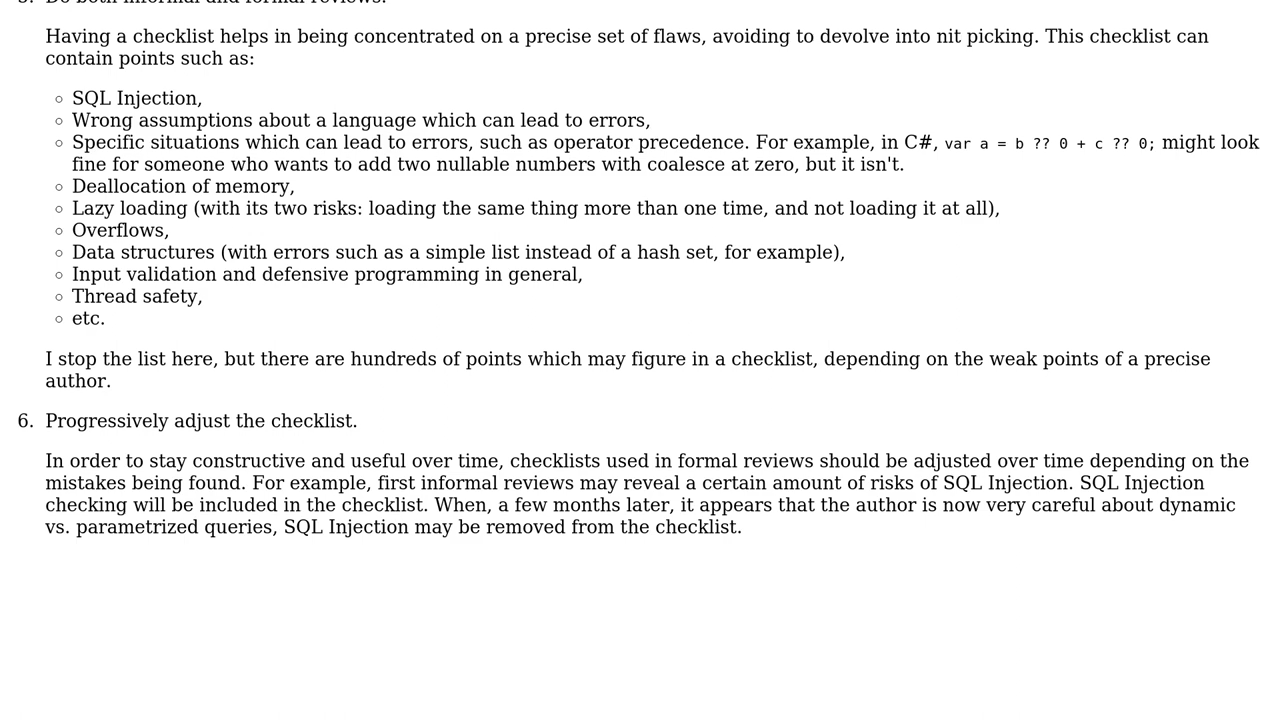 5. Do both informal and formal reviews.
Having a checklist helps in being concentrated on a precise set of flaws, avoiding to devolve into nit picking. This checklist can
contain points such as:
◦ SQL Injection,
◦ Wrong assumptions about a language which can lead to errors,
◦ Specific situations which can lead to errors, such as operator precedence. For example, in C#, var a = b ?? 0 + c ?? 0; might look
fine for someone who wants to add two nullable numbers with coalesce at zero, but it isn't.
◦ Deallocation of memory,
◦ Lazy loading (with its two risks: loading the same thing more than one time, and not loading it at all),
◦ Overflows,
◦ Data structures (with errors such as a simple list instead of a hash set, for example),
◦ Input validation and defensive programming in general,
◦ Thread safety,
◦ etc.
I stop the list here, but there are hundreds of points which may figure in a checklist, depending on the weak points of a precise
author.
6. Progressively adjust the checklist.
In order to stay constructive and useful over time, checklists used in formal reviews should be adjusted over time depending on the
mistakes being found. For example, first informal reviews may reveal a certain amount of risks of SQL Injection. SQL Injection
checking will be included in the checklist. When, a few months later, it appears that the author is now very careful about dynamic
vs. parametrized queries, SQL Injection may be removed from the checklist.